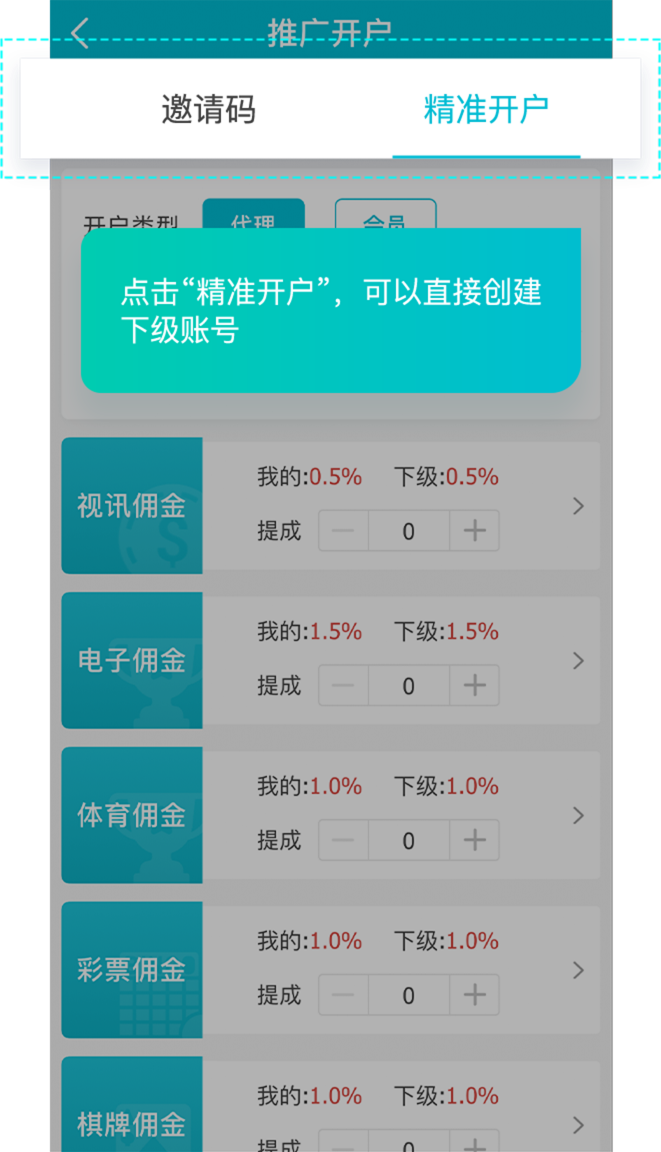 推广开户
邀请码 精准开户
开户类型 代理 会员
点击“精准开户”，可以直接创建
下级账号
视讯佣金
我的:0.5% 下级:0.5%
提成 － 0 ＋
电子佣金
我的:1.5% 下级:1.5%
提成 － 0 ＋
体育佣金
我的:1.0% 下级:1.0%
提成 － 0 ＋
彩票佣金
我的:1.0% 下级:1.0%
提成 － 0 ＋
棋牌佣金
我的:1.0% 下级:1.0%
提成 － 0 ＋